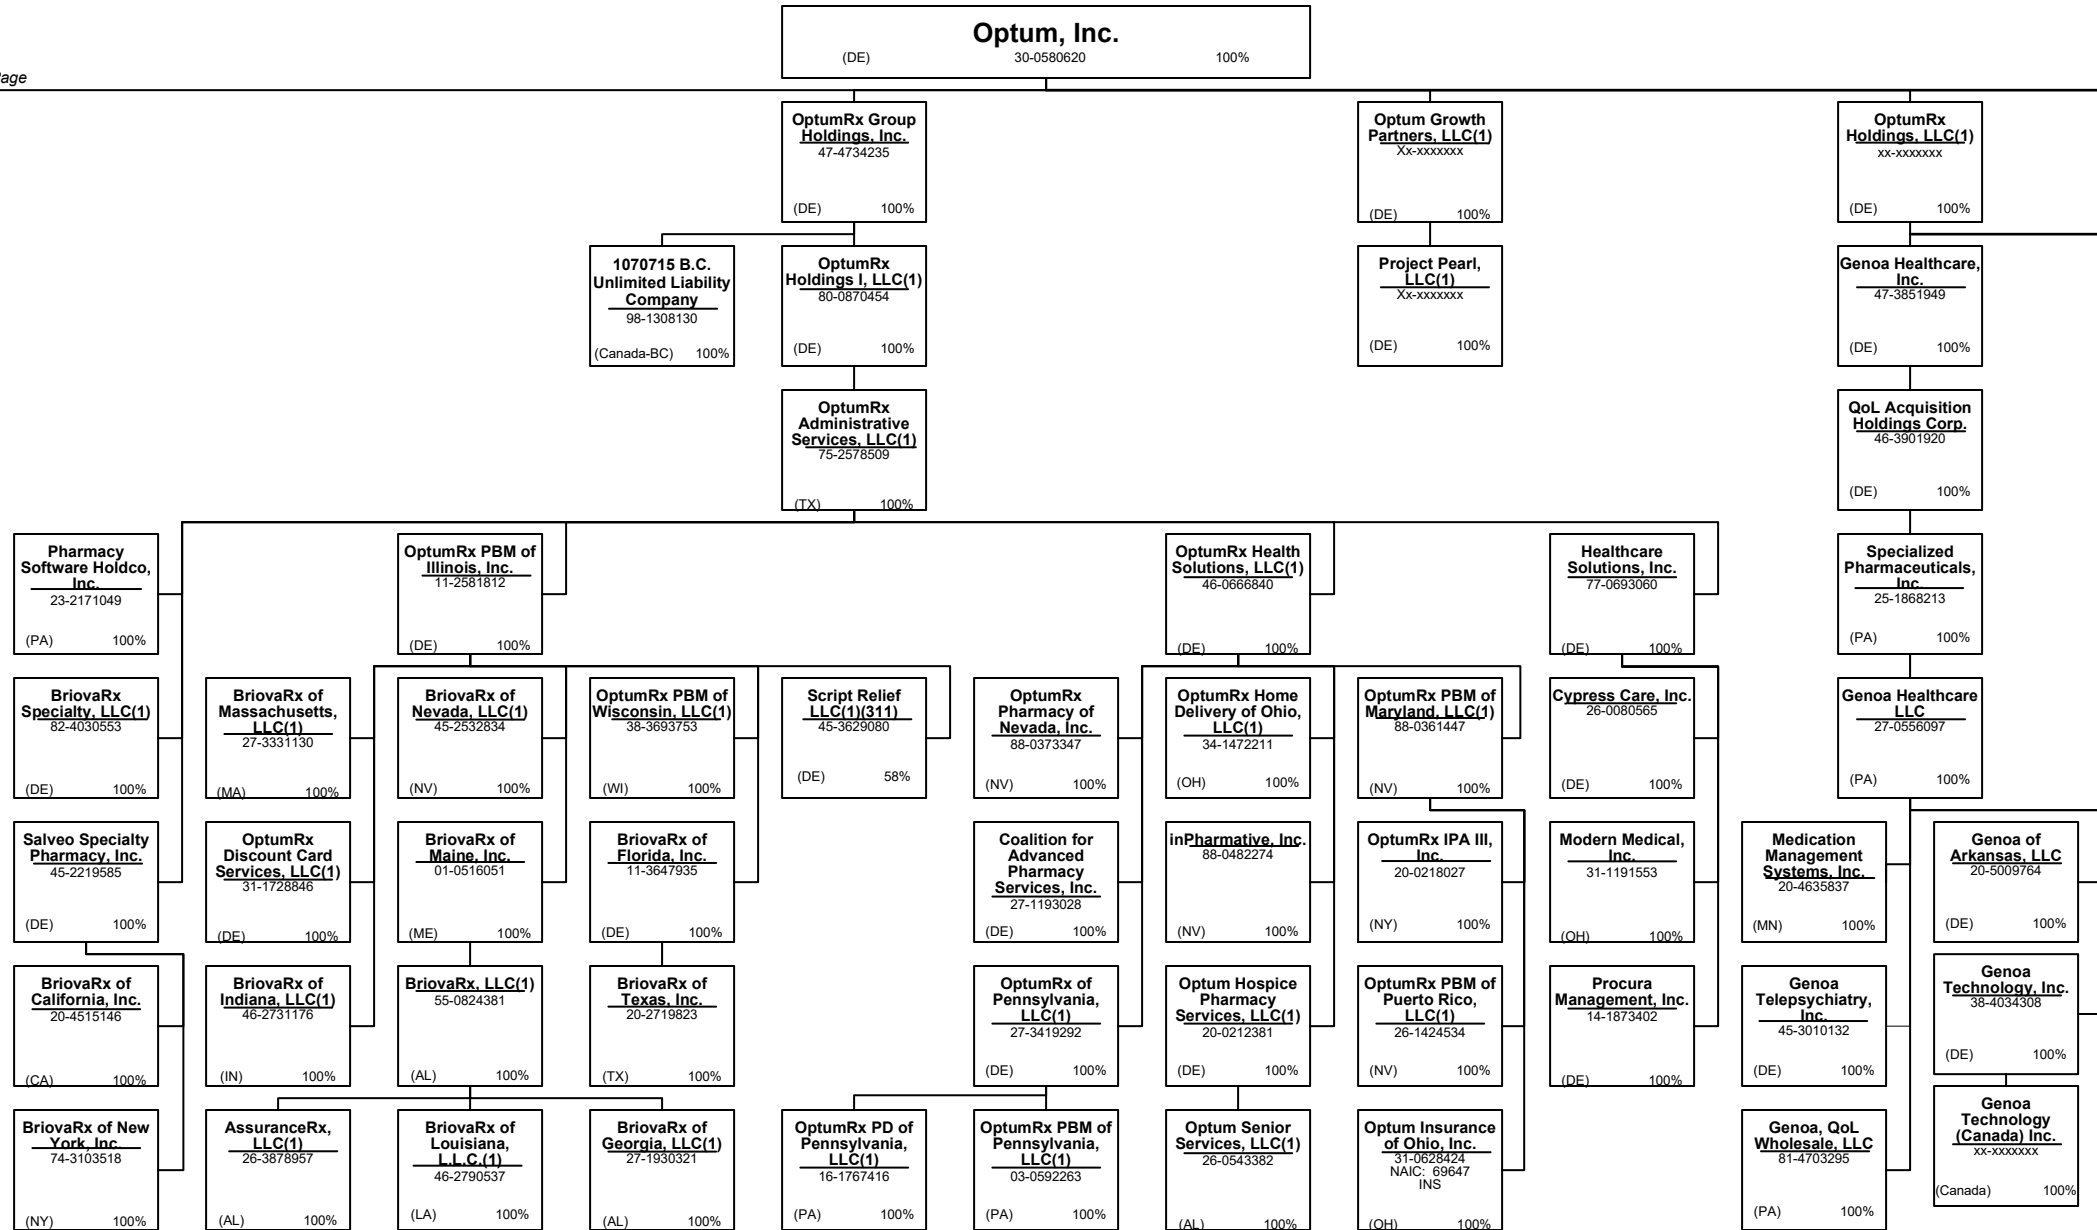 Optum, Inc.
(DE) 30-0580620 100%
Page
OptumRx Group
Holdings, Inc.
47-4734235
(DE) 100%
Optum Growth
Partners, LLC(1)
Xx-xxxxxxx
(DE) 100%
OptumRx
Holdings, LLC(1)
xx-xxxxxxx
(DE) 100%
1070715 B.C.
Unlimited Liability
Company
98-1308130
(Canada-BC) 100%
OptumRx
Holdings I, LLC(1)
80-0870454
(DE) 100%
Project Pearl,
LLC(1)
Xx-xxxxxxx
(DE) 100%
Genoa Healthcare,
Inc.
47-3851949
(DE) 100%
OptumRx
Administrative
Services, LLC(1)
75-2578509
(TX) 100%
QoL Acquisition
Holdings Corp.
46-3901920
(DE) 100%
Pharmacy
Software Holdco,
Inc.
23-2171049
(PA) 100%
OptumRx PBM of
Illinois, Inc.
11-2581812
(DE) 100%
OptumRx Health
Solutions, LLC(1)
46-0666840
(DE) 100%
Healthcare
Solutions, Inc.
77-0693060
(DE) 100%
Specialized
Pharmaceuticals,
Inc.
25-1868213
(PA) 100%
BriovaRx
Specialty, LLC(1)
82-4030553
(DE) 100%
BriovaRx of
Massachusetts,
LLC(1)
27-3331130
(MA) 100%
BriovaRx of
Nevada, LLC(1)
45-2532834
(NV) 100%
OptumRx PBM of
Wisconsin, LLC(1)
38-3693753
(WI) 100%
Script Relief
LLC(1)(311)
45-3629080
(DE) 58%
OptumRx
Pharmacy of
Nevada, Inc.
88-0373347
(NV) 100%
OptumRx Home
Delivery of Ohio,
LLC(1)
34-1472211
(OH) 100%
OptumRx PBM of
Maryland, LLC(1)
88-0361447
(NV) 100%
Cypress Care, Inc.
26-0080565
(DE) 100%
Genoa Healthcare
LLC
27-0556097
(PA) 100%
Salveo Specialty
Pharmacy, Inc.
45-2219585
(DE) 100%
OptumRx
Discount Card
Services, LLC(1)
31-1728846
(DE) 100%
BriovaRx of
Maine, Inc.
01-0516051
(ME) 100%
BriovaRx of
Florida, Inc.
11-3647935
(DE) 100%
Coalition for
Advanced
Pharmacy
Services, Inc.
27-1193028
(DE) 100%
inPharmative, Inc.
88-0482274
(NV) 100%
OptumRx IPA III,
Inc.
20-0218027
(NY) 100%
Modern Medical,
Inc.
31-1191553
(OH) 100%
Medication
Management
Systems, Inc.
20-4635837
(MN) 100%
Genoa of
Arkansas, LLC
20-5009764
(DE) 100%
BriovaRx of
California, Inc.
20-4515146
(CA) 100%
BriovaRx of
Indiana, LLC(1)
46-2731176
(IN) 100%
BriovaRx, LLC(1)
55-0824381
(AL) 100%
BriovaRx of
Texas, Inc.
20-2719823
(TX) 100%
OptumRx of
Pennsylvania,
LLC(1)
27-3419292
(DE) 100%
Optum Hospice
Pharmacy
Services, LLC(1)
20-0212381
(DE) 100%
OptumRx PBM of
Puerto Rico,
LLC(1)
26-1424534
(NV) 100%
Procura
Management, Inc.
14-1873402
(DE) 100%
Genoa
Telepsychiatry,
Inc.
45-3010132
(DE) 100%
Genoa
Technology, Inc.
38-4034308
(DE) 100%
BriovaRx of New
York, Inc.
74-3103518
(NY) 100%
AssuranceRx,
LLC(1)
26-3878957
(AL) 100%
BriovaRx of
Louisiana,
L.L.C.(1)
46-2790537
(LA) 100%
BriovaRx of
Georgia, LLC(1)
27-1930321
(AL) 100%
OptumRx PD of
Pennsylvania,
LLC(1)
16-1767416
(PA) 100%
OptumRx PBM of
Pennsylvania,
LLC(1)
03-0592263
(PA) 100%
Optum Senior
Services, LLC(1)
26-0543382
(AL) 100%
Optum Insurance
of Ohio, Inc.
31-0628424
NAIC: 69647
INS
(OH) 100%
Genoa, QoL
Wholesale, LLC
81-4703295
(PA) 100%
Genoa
Technology
(Canada) Inc.
xx-xxxxxxx
(Canada) 100%